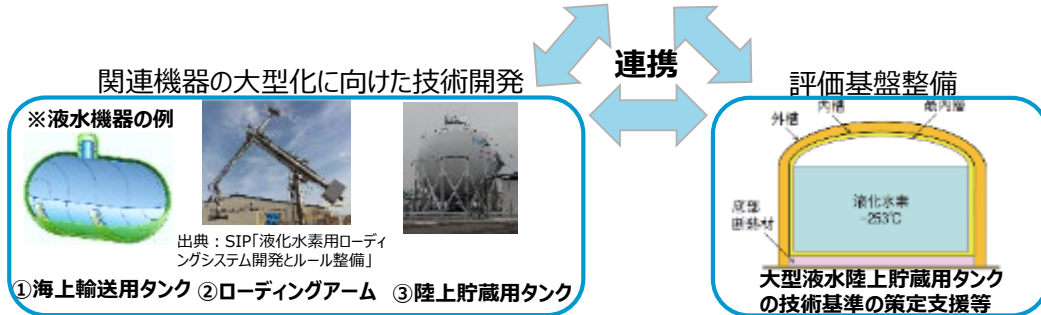 連携
関連機器の大型化に向けた技術開発
※液水機器の例
出典：SIP「液化水素用ローディ
ングシステム開発とルール整備」
①海上輸送用タンク
②ローディングアーム
③陸上貯蔵用タンク
評価基盤整備
外槽
内槽
最内層
液化水素
-253℃
底部
断熱材
大型液水陸上貯蔵用タンク
の技術基準の策定支援等